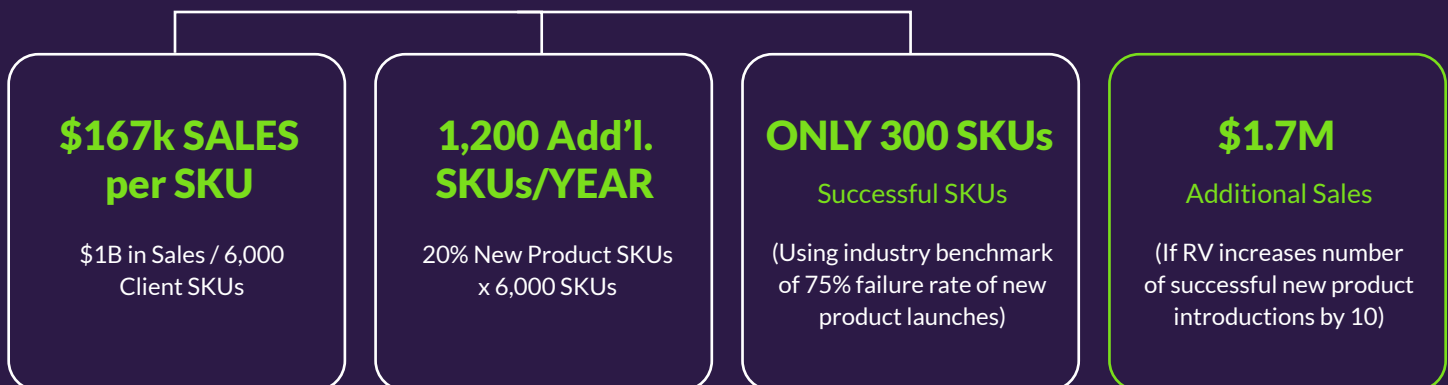 $167k SALES
per SKU
$1B in Sales / 6,000
Client SKUs
1,200 Add’l.
SKUs/YEAR
20% New Product SKUs
x 6,000 SKUs
ONLY 300 SKUs
Successful SKUs
(Using industry benchmark
of 75% failure rate of new
product launches)
$1.7M
Additional Sales
(If RV increases number
of successful new product
introductions by 10)